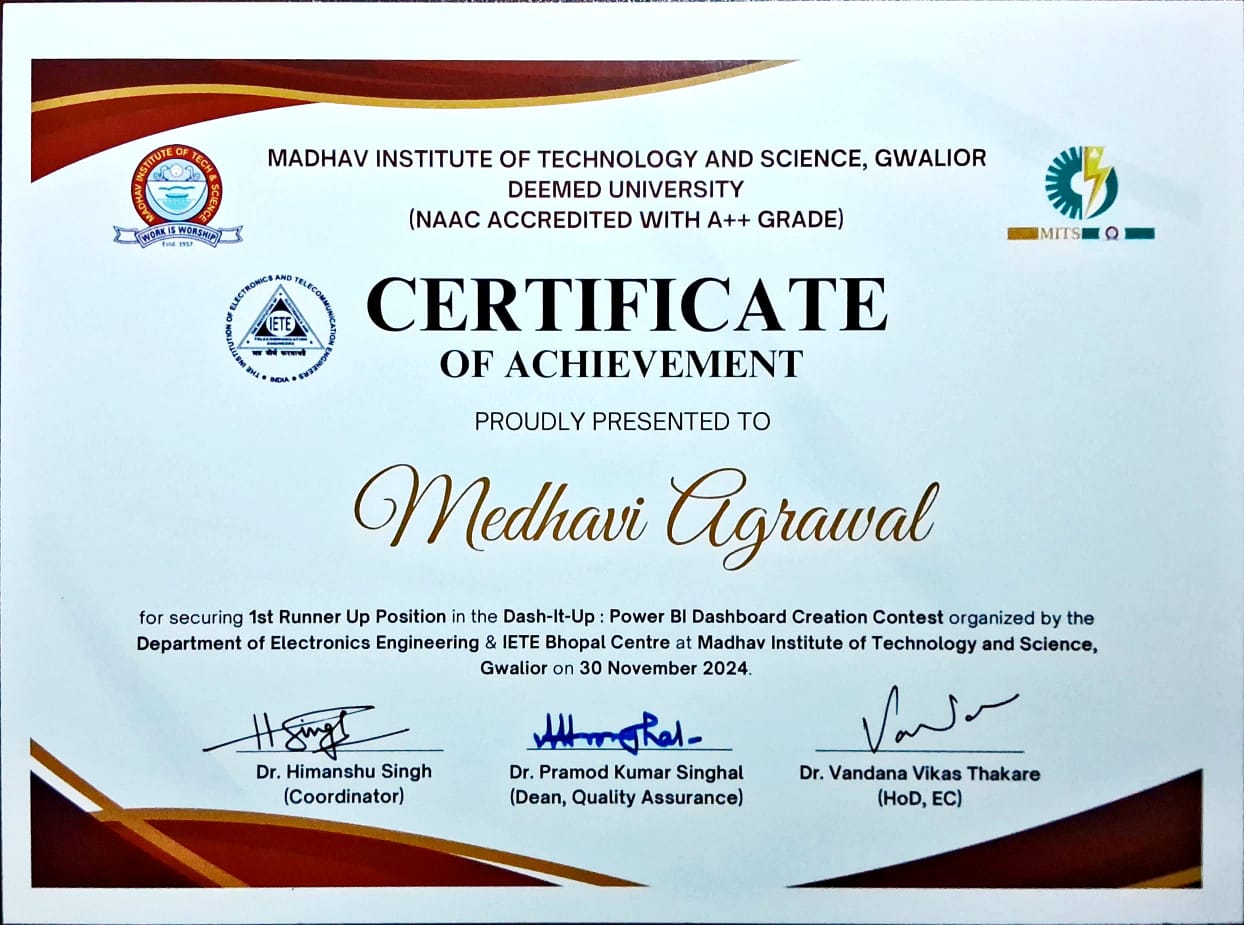 MADHAV INSTITUTE OF TECHNOLOGY AND SCIENCE, GWALIOR
DEEMED UNIVERSITY
(NAAC ACCREDITED WITH A++ GRADE)
MADHAV INSTITUTE OF TECH & SCIENCE
WORK IS WORSHIP
Estd. 1957
MITS
THE INSTITUTION OF ELECTRONICS AND TELECOMMUNICATION ENGINEERS
INDIA
IETE
CERTIFICATE
OF ACHIEVEMENT
PROUDLY PRESENTED TO
Medhavi Agrawal
for securing 1st Runner Up Position in the Dash-It-Up : Power BI Dashboard Creation Contest organized by the
Department of Electronics Engineering & IETE Bhopal Centre at Madhav Institute of Technology and Science,
Gwalior on 30 November 2024.
H Singh
Dr. Himanshu Singh
(Coordinator)
Dr. Pramod Kumar Singhal
(Dean, Quality Assurance)
Dr. Vandana Vikas Thakare
(HoD, EC)